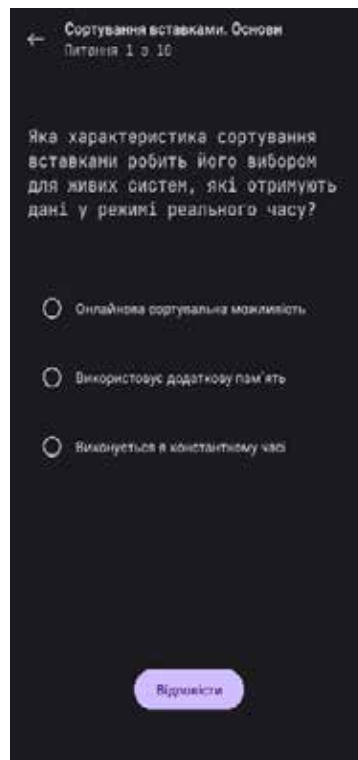 Сортування вставками. Основи
Питання 1 з 10
Яка характеристика сортування
вставками робить його вибором
для живих систем, які отримують
дані у режимі реального часу?
Онлайнова сортувальна можливість
Використовує додаткову пам'ять
Виконується в константному часі
Відповісти